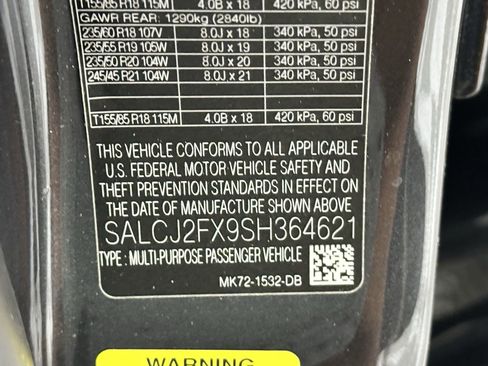 T155/85 R18 115M 4.0B x 18 420 kPa, 60 psi
GAWR REAR: 1290kg (2840lb)
235/60 R18 107V 8.0J x 18 340 kPa, 50 psi
235/55 R19 105W 8.0J x 19 340 kPa, 50 psi
235/50 R20 104W 8.0J x 20 340 kPa, 50 psi
245/45 R21 104W 8.0J x 21 340 kPa, 50 psi
T155/85 R18 115M 4.0B x 18 420 kPa, 60 psi
THIS VEHICLE CONFORMS TO ALL APPLICABLE
U.S. FEDERAL MOTOR VEHICLE SAFETY AND
THEFT PREVENTION STANDARDS IN EFFECT ON
THE DATE OF MANUFACTURE SHOWN ABOVE
SALCJ2FX9SH364621
TYPE : MULTI-PURPOSE PASSENGER VEHICLE
MK72-1532-DB
WARNING